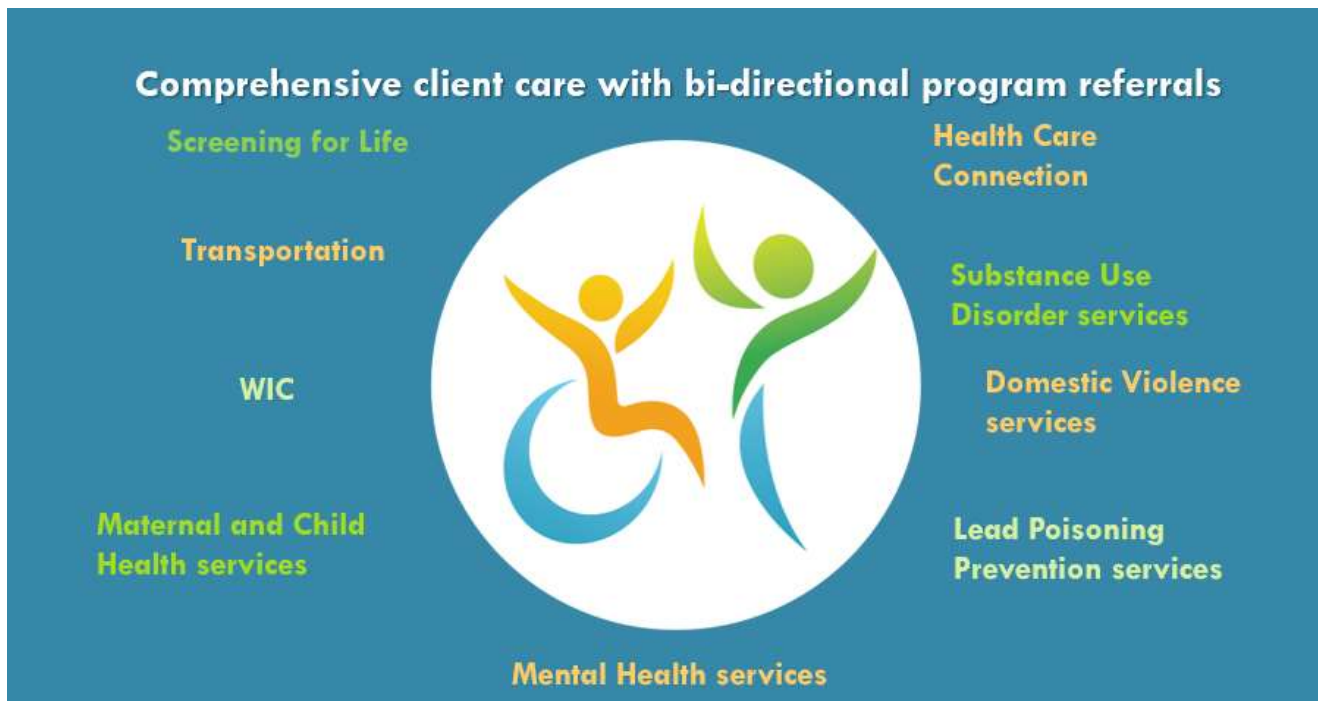 Comprehensive client care with bi-directional program referrals
Screening for Life
Transportation
WIC
Maternal and Child
Health services
Mental Health services
Health Care
Connection
Substance Use
Disorder services
Domestic Violence
services
Lead Poisoning
Prevention services